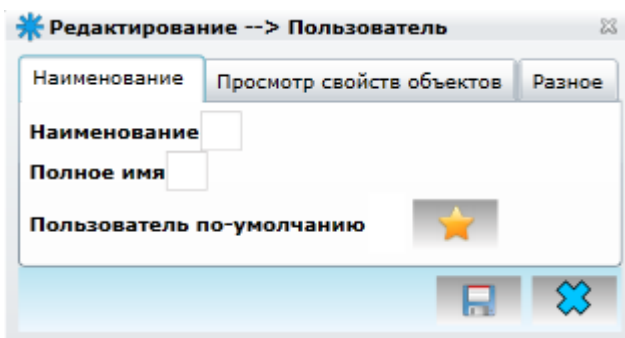 Редактирование --> Пользователь
Наименование Просмотр свойств объектов Разное
Наименование
Полное имя
Пользователь по-умолчанию